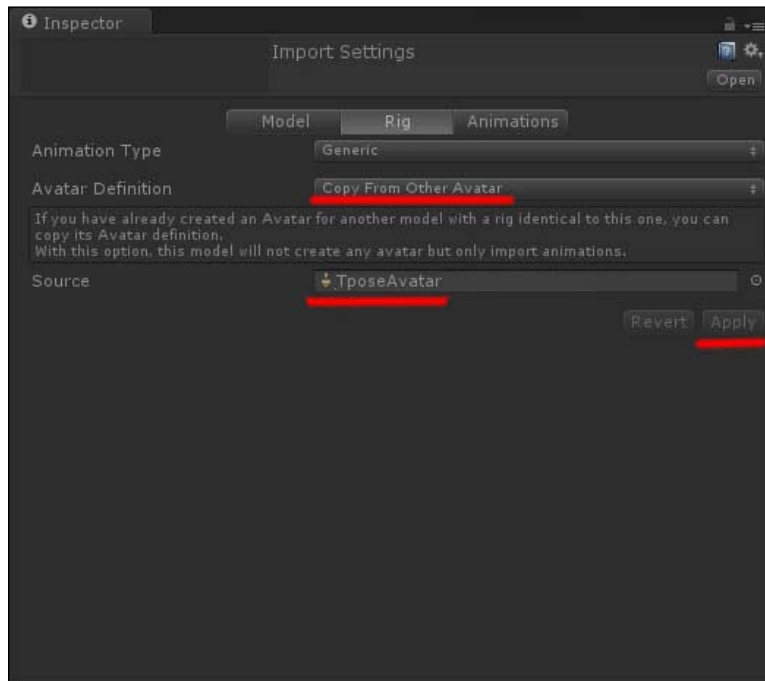 Inspector
Import Settings
Open
Model Rig Animations
Animation Type Generic
Avatar Definition Copy From Other Avatar
If you have already created an Avatar for another model with a rig identical to this one, you can
copy its Avatar definition.
With this option, this model will not create any avatar but only import animations.
Source TposeAvatar
Revert Apply